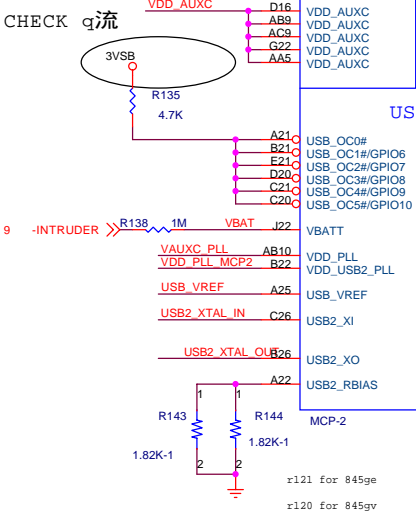 VDD_AUXC
D16 VDD_AUXC
CHECK q流
AB9 VDD_AUXC
AC9 VDD_AUXC
G22 VDD_AUXC
AA5 VDD_AUXC
3VSB
R135
4.7K
US
A21 USB_OC0#
B21 USB_OC1#/GPIO6
E21 USB_OC2#/GPIO7
D20 USB_OC3#/GPIO8
C21 USB_OC4#/GPIO9
C20 USB_OC5#/GPIO10
9 -INTRUDER R138 1M VBAT J22 VBATT
VAUXC_PLL AB10 VDD_PLL
VDD_PLL_MCP2 B22 VDD_USB2_PLL
USB_VREF A25 USB_VREF
USB2_XTAL_IN C26 USB2_XI
USB2_XTAL_OUT B26 USB2_XO
A22 USB2_RBIAS
1 1
R143 R144 MCP-2
1.82K-1 1.82K-1
2 2
r121 for 845ge
r120 for 845gv